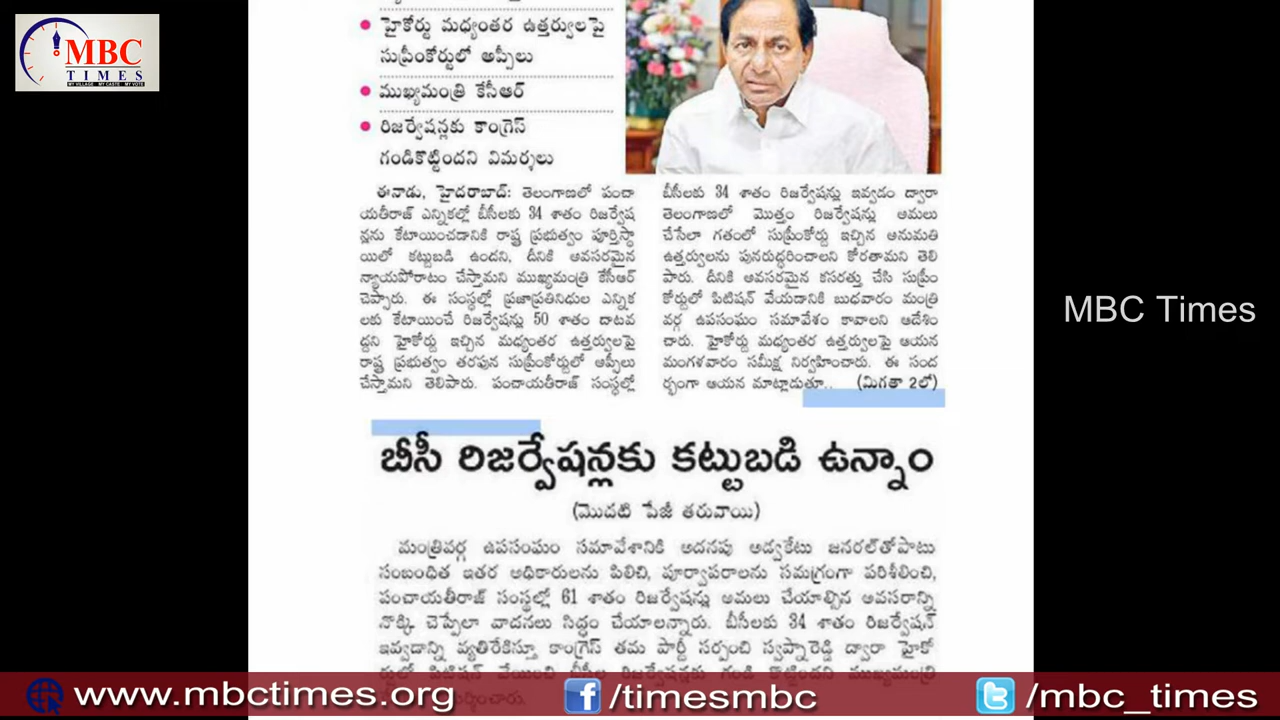 MBC
TIMES
MY VILLAGE MY CASTE MY VOTE
హైకోర్టు మధ్యంతర ఉత్తర్వులపై
సుప్రీంకోర్టులో అప్పీలు
ముఖ్యమంత్రి కేసీఆర్
రిజర్వేషన్లకు కాంగ్రెస్
గండికొట్టిందని విమర్శలు
ఈనాడు, హైదరాబాద్: తెలంగాణలో పంచా
యతీరాజ్ ఎన్నికల్లో బీసీలకు 34 శాతం రిజర్వేష
న్లను కేటాయించడానికి రాష్ట్ర ప్రభుత్వం పూర్తిస్థా
యిలో కట్టుబడి ఉందని, దీనికి అవసరమైన
న్యాయపోరాటం చేస్తామని ముఖ్యమంత్రి కేసీఆర్
చెప్పారు. ఈ సంస్థల్లో ప్రజాప్రతినిధుల ఎన్నిక
లకు కేటాయించే రిజర్వేషన్లు 50 శాతం దాటవ
ద్దని హైకోర్టు ఇచ్చిన మధ్యంతర ఉత్తర్వులపై
రాష్ట్ర ప్రభుత్వం తరఫున సుప్రీంకోర్టులో అప్పీలు
చేస్తామని తెలిపారు. పంచాయతీరాజ్ సంస్థల్లో
బీసీలకు 34 శాతం రిజర్వేషన్లు ఇవ్వడం ద్వారా
తెలంగాణలో మొత్తం రిజర్వేషన్లు అమలు
చేసేలా గతంలో సుప్రీంకోర్టు ఇచ్చిన అనుమతి
ఉత్తర్వులను పునరుద్ధరించాలని కోరతామని తెలి
పారు. దీనికి అవసరమైన కసరత్తు చేసి సుప్రీం
కోర్టులో పిటిషన్ వేయడానికి బుధవారం మంత్రి
వర్గ ఉపసంఘం సమావేశం కావాలని ఆదేశిం
చారు. హైకోర్టు మధ్యంతర ఉత్తర్వులపై ఆయన
మంగళవారం సమీక్ష నిర్వహించారు. ఈ సంద
ర్భంగా ఆయన మాట్లాడుతూ.. (మిగతా 2లో)
బీసీ రిజర్వేషన్లకు కట్టుబడి ఉన్నాం
(మొదటి పేజీ తరువాయి)
మంత్రివర్గ ఉపసంఘం సమావేశానికి అదనపు అడ్వకేటు జనరల్‌తోపాటు
సంబంధిత ఇతర అధికారులను పిలిచి, పూర్వాపరాలను సమగ్రంగా పరిశీలించి,
పంచాయతీరాజ్ సంస్థల్లో 61 శాతం రిజర్వేషన్లు అమలు చేయాల్సిన అవసరాన్ని
నొక్కి చెప్పేలా వాదనలు సిద్ధం చేయాలన్నారు. బీసీలకు 34 శాతం రిజర్వేషన్
ఇవ్వడాన్ని వ్యతిరేకిస్తూ కాంగ్రెస్ తమ పార్టీ సర్పంచి స్వప్నారెడ్డి ద్వారా హైకో
MBC Times
www.mbctimes.org
/timesmbc
/mbc_times